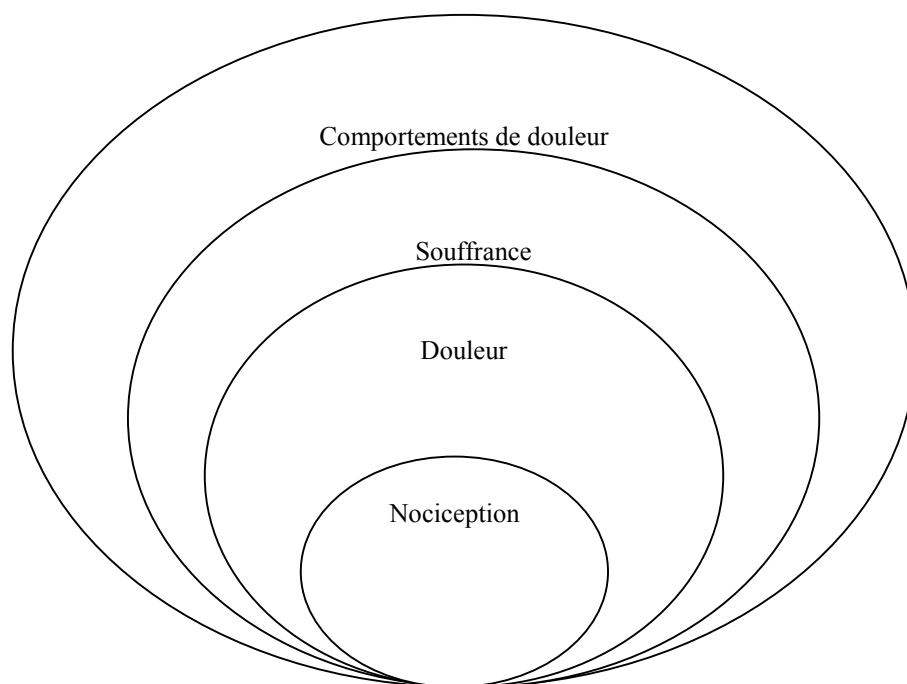 Comportements de douleur
Souffrance
Douleur
Nociception